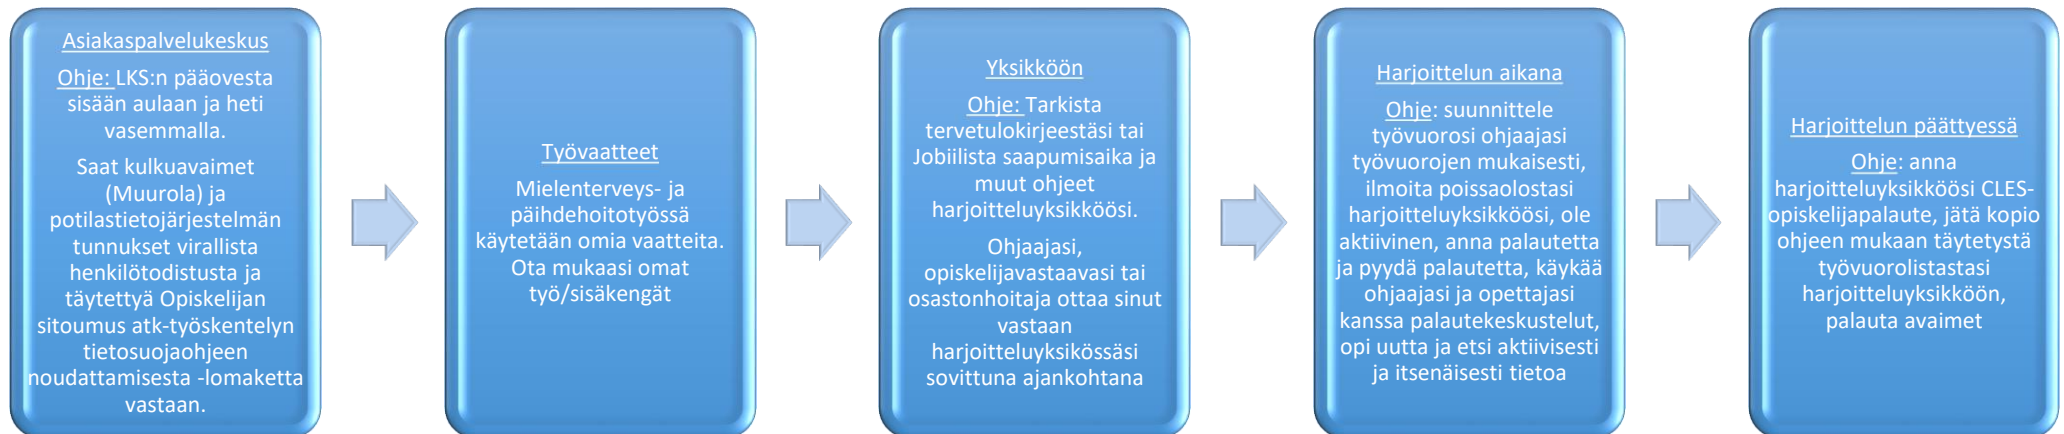 Asiakaspalvelukeskus
Ohje: LKS:n pääovesta
sisään aulaan ja heti
vasemmalla.
Saat kulkuavaimet
(Muurola) ja
potilastietojärjestelmän
tunnukset virallista
henkilötodistusta ja
täytettyä Opiskelijan
sitoumus atk-työskentelyn
tietosuojaohjeen
noudattamisesta -lomaketta
vastaan.
Työvaatteet
Mielenterveys- ja
päihdehoitotyössä
käytetään omia vaatteita.
Ota mukaasi omat
työ/sisäkengät
Yksikköön
Ohje: Tarkista
tervetulokirjeestäsi tai
Jobiilista saapumisaika ja
muut ohjeet
harjoitteluyksikköösi.
Ohjaajasi,
opiskelijavastaavasi tai
osastonhoitaja ottaa sinut
vastaan
harjoitteluyksikössäsi
sovittuna ajankohtana
Harjoittelun aikana
Ohje: suunnittele
työvuorosi ohjaajasi
työvuorojen mukaisesti,
ilmoita poissaolostasi
harjoitteluyksikköösi, ole
aktiivinen, anna palautetta
ja pyydä palautetta, käykää
ohjaajasi ja opettajasi
kanssa palautekeskustelut,
opi uutta ja etsi aktiivisesti
ja itsenäisesti tietoa
Harjoittelun päättyessä
Ohje: anna
harjoitteluyksikköösi CLES-
opiskelijapalaute, jätä kopio
ohjeen mukaan täytetystä
työvuorolistastasi
harjoitteluyksikköön,
palauta avaimet